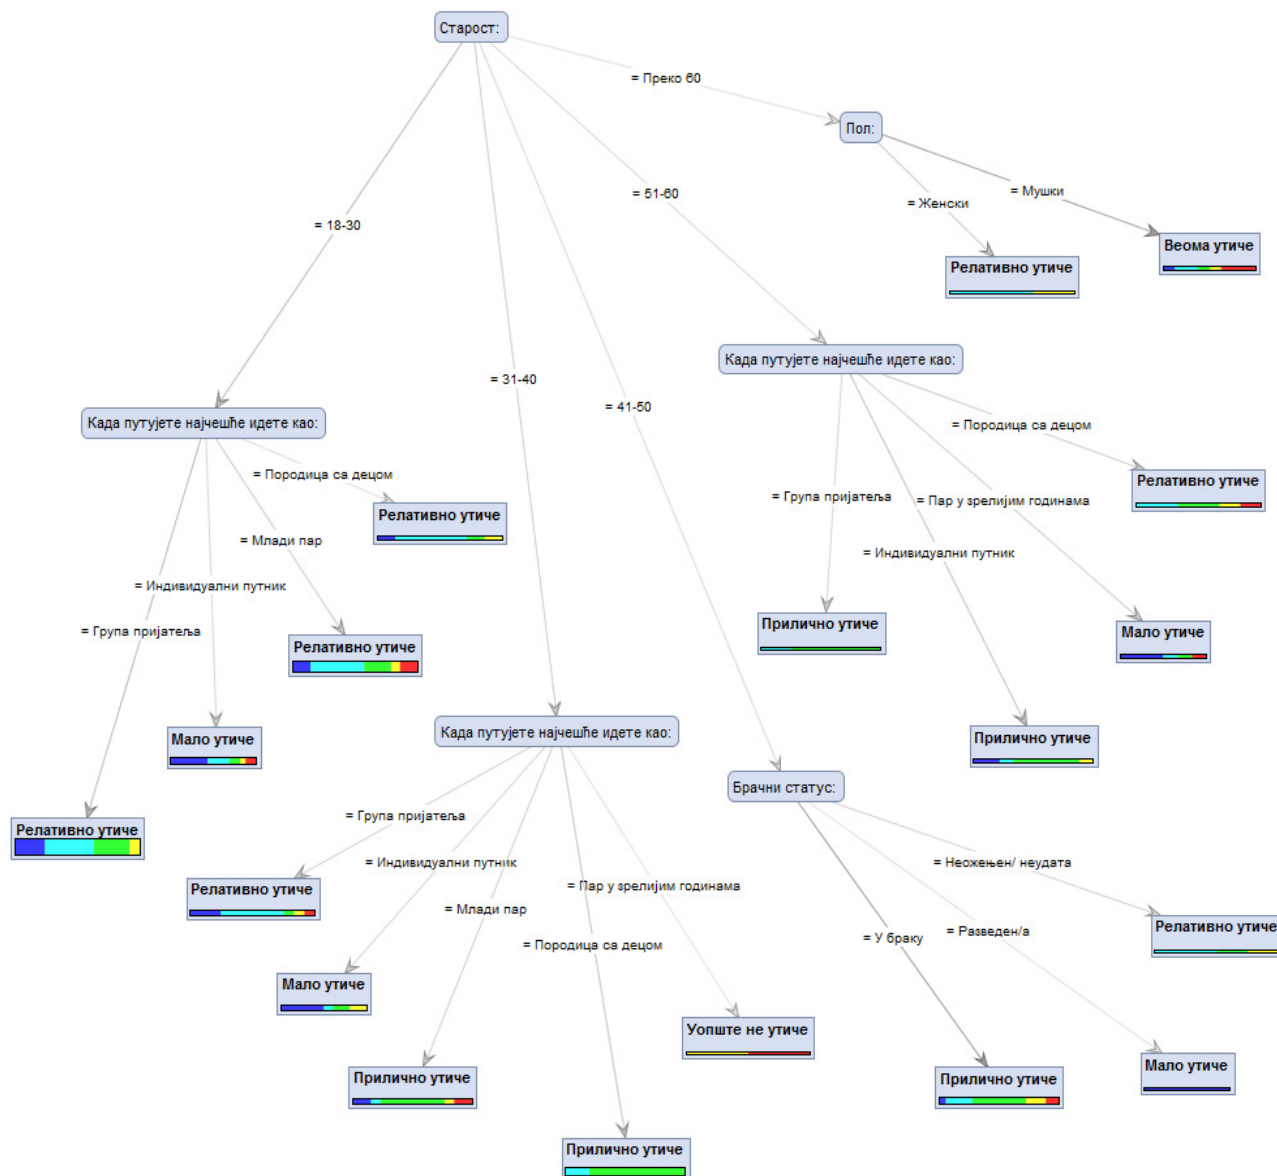 Старост:
= Преко 60
Пол:
= 51-60
= Мушки
= Женски
= 18-30
Веома утиче
Релативно утиче
Када путујете најчешће идете као:
= 31-40
= 41-50
Када путујете најчешће идете као:
= Породица са децом
= Породица са децом
Релативно утиче
= Група пријатеља
= Пар у зрелијим годинама
Релативно утиче
= Млади пар
= Индивидуални путник
= Индивидуални путник
= Група пријатеља
Прилично утиче
Мало утиче
Релативно утиче
Када путујете најчешће идете као:
Мало утиче
Прилично утиче
Брачни статус:
= Група пријатеља
Релативно утиче
= Индивидуални путник
= Неожењен/ неудата
= Пар у зрелијим годинама
Релативно утиче
= Млади пар
Релативно утиче
= Разведен/а
= У браку
= Породица са децом
Мало утиче
Уопште не утиче
Мало утиче
Прилично утиче
Прилично утиче
Прилично утиче